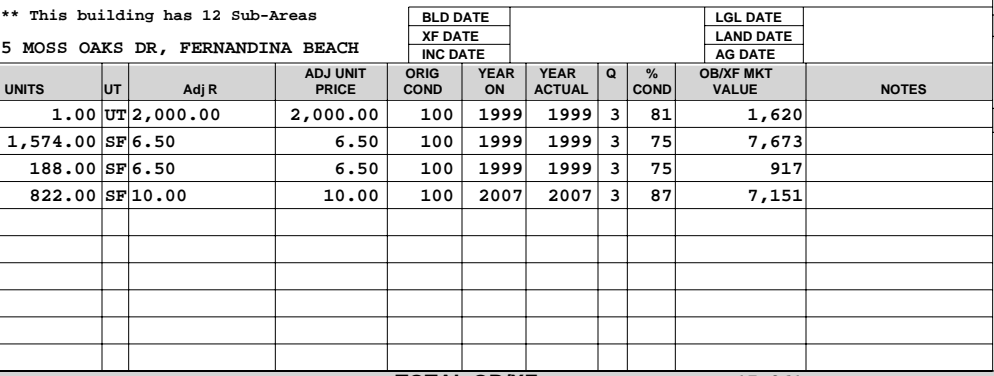 ** This building has 12 Sub-Areas BLD DATE LGL DATE
XF DATE LAND DATE
5 MOSS OAKS DR, FERNANDINA BEACH INC DATE AG DATE
UNITS UT Adj R ADJ UNIT PRICE ORIG COND YEAR ON YEAR ACTUAL Q % COND OB/XF MKT VALUE NOTES
1.00 UT 2,000.00 2,000.00 100 1999 1999 3 81 1,620
1,574.00 SF 6.50 6.50 100 1999 1999 3 75 7,673
188.00 SF 6.50 6.50 100 1999 1999 3 75 917
822.00 SF 10.00 10.00 100 2007 2007 3 87 7,151
TOTAL OB/XF